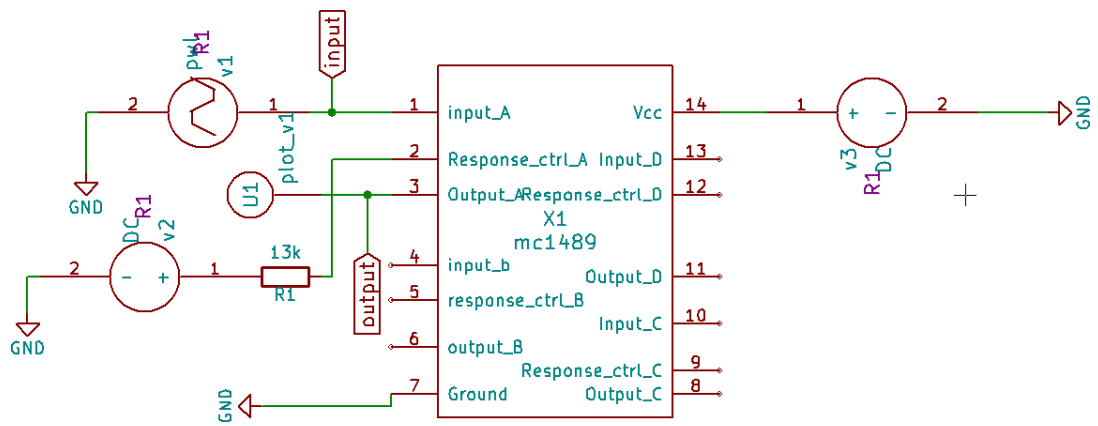 input
pwl
R1
v1
2
1
1
input_A
Vcc
14
1
2
+
-
GND
plot_v1
2
Response_ctrl_A
Input_D
13
v3
DC
R1
U1
3
Output_A
Response_ctrl_D
12
GND
R1
DC
v2
X1
mc1489
2
1
-
+
13k
R1
output
4
input_b
Output_D
11
5
response_ctrl_B
Input_C
10
6
output_B
GND
Response_ctrl_C
9
7
Ground
Output_C
8
GND